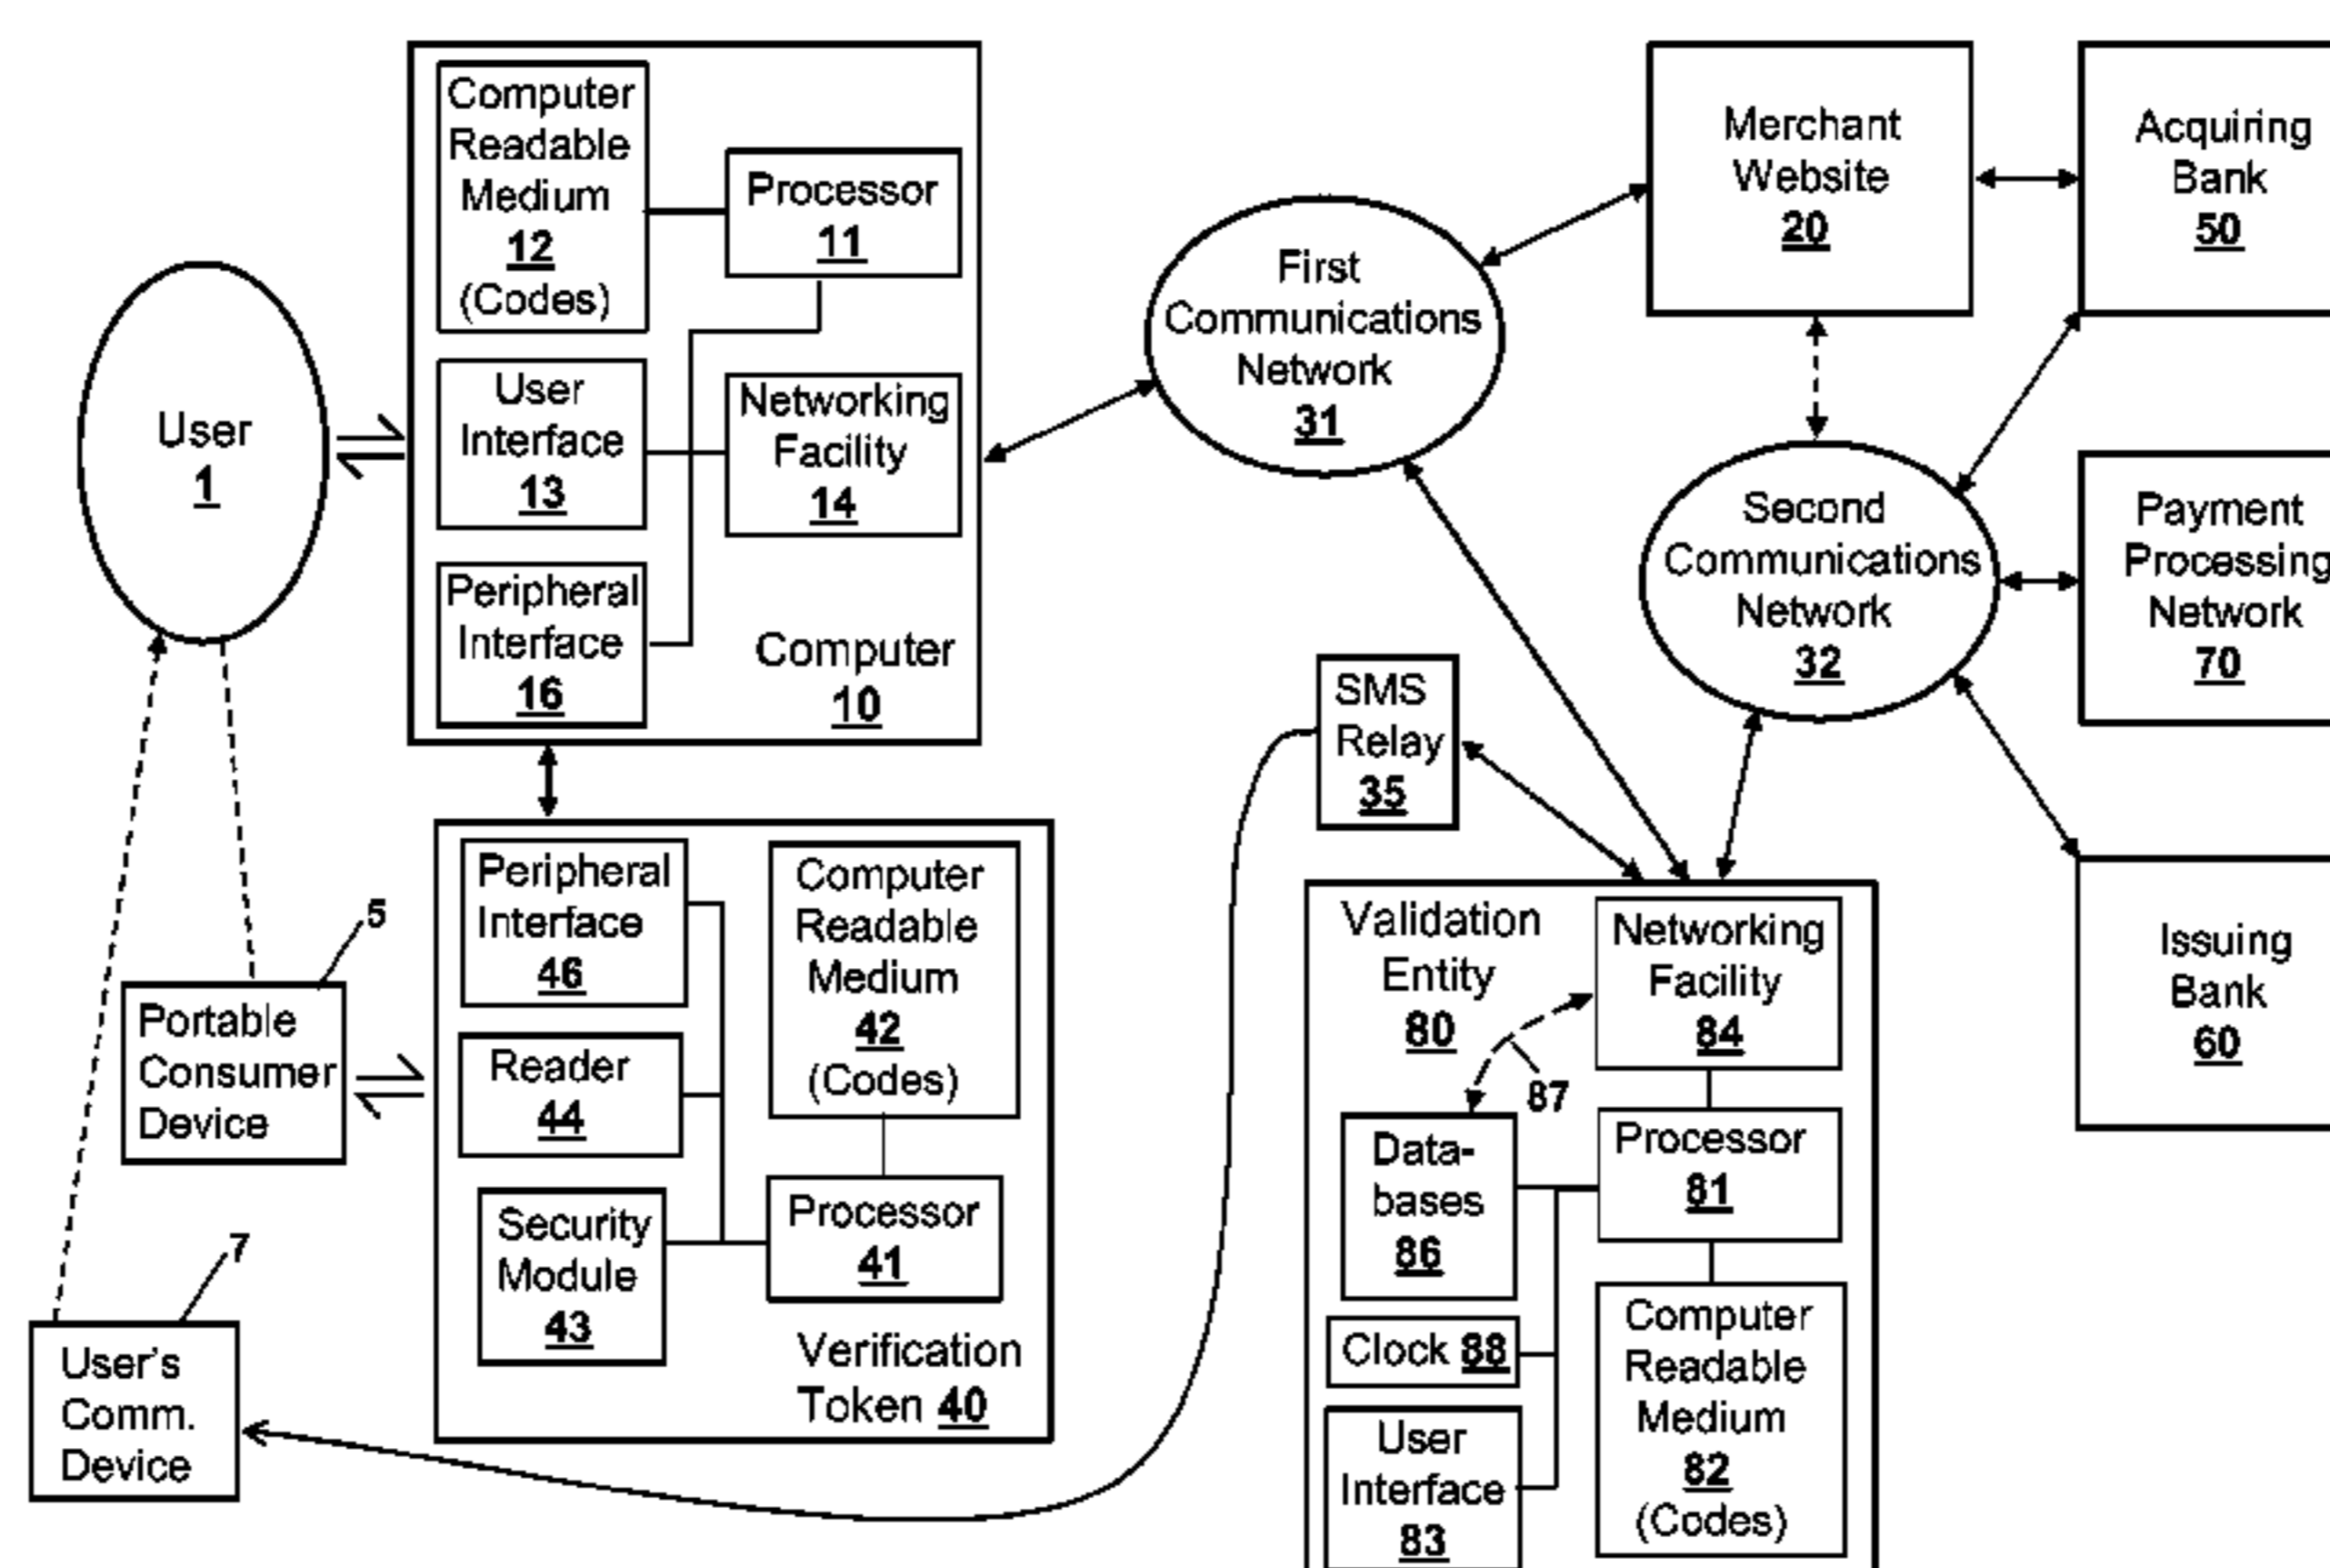 Computer
Readable
Medium
12
(Codes)
Processor
11
User
Interface
13
Networking
Facility
14
Peripheral
Interface
16
Computer
10
User
1
First
Communications
Network
31
Merchant
Website
20
Acquiring
Bank
50
Second
Communications
Network
32
Payment
Processing
Network
70
SMS
Relay
35
Issuing
Bank
60
5
Portable
Consumer
Device
7
User's
Comm.
Device
Peripheral
Interface
46
Computer
Readable
Medium
42
(Codes)
Reader
44
Security
Module
43
Processor
41
Verification
Token 40
Validation
Entity
80
Networking
Facility
84
87
Data-
bases
86
Processor
81
Clock 88
User
Interface
83
Computer
Readable
Medium
82
(Codes)